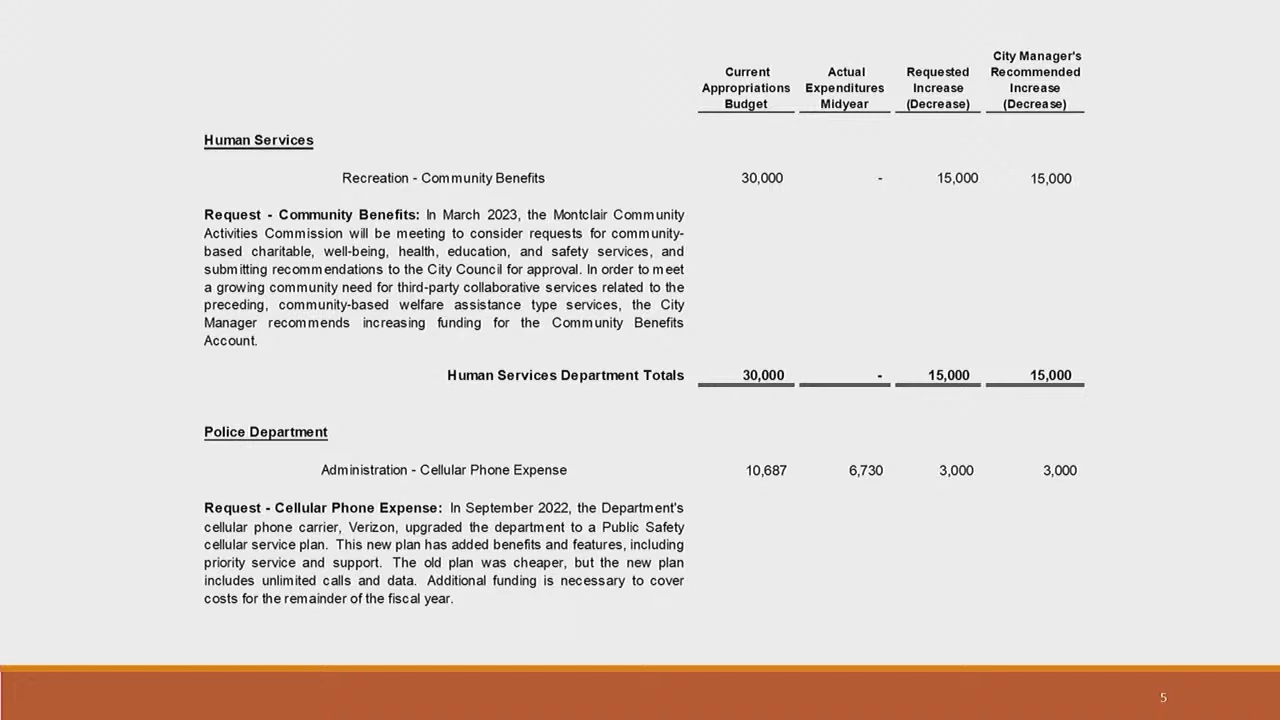 City Manager's
Current Actual Requested Recommended
Appropriations Expenditures Increase Increase
Budget Midyear (Decrease) (Decrease)
Human Services
Recreation - Community Benefits 30,000 - 15,000 15,000
Request - Community Benefits: In March 2023, the Montclair Community
Activities Commission will be meeting to consider requests for community-
based charitable, well-being, health, education, and safety services, and
submitting recommendations to the City Council for approval. In order to meet
a growing community need for third-party collaborative services related to the
preceding, community-based welfare assistance type services, the City
Manager recommends increasing funding for the Community Benefits
Account.
Human Services Department Totals 30,000 - 15,000 15,000
Police Department
Administration - Cellular Phone Expense 10,687 6,730 3,000 3,000
Request - Cellular Phone Expense: In September 2022, the Department's
cellular phone carrier, Verizon, upgraded the department to a Public Safety
cellular service plan. This new plan has added benefits and features, including
priority service and support. The old plan was cheaper, but the new plan
includes unlimited calls and data. Additional funding is necessary to cover
costs for the remainder of the fiscal year.
5